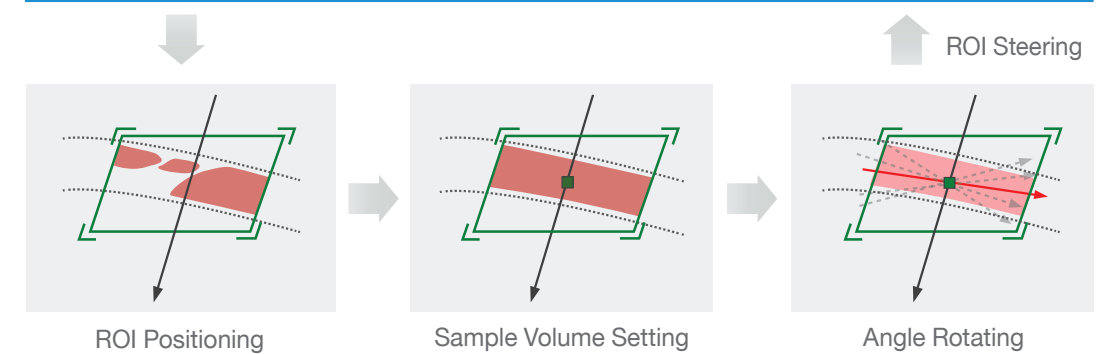 ROI Steering
ROI Positioning
Sample Volume Setting
Angle Rotating